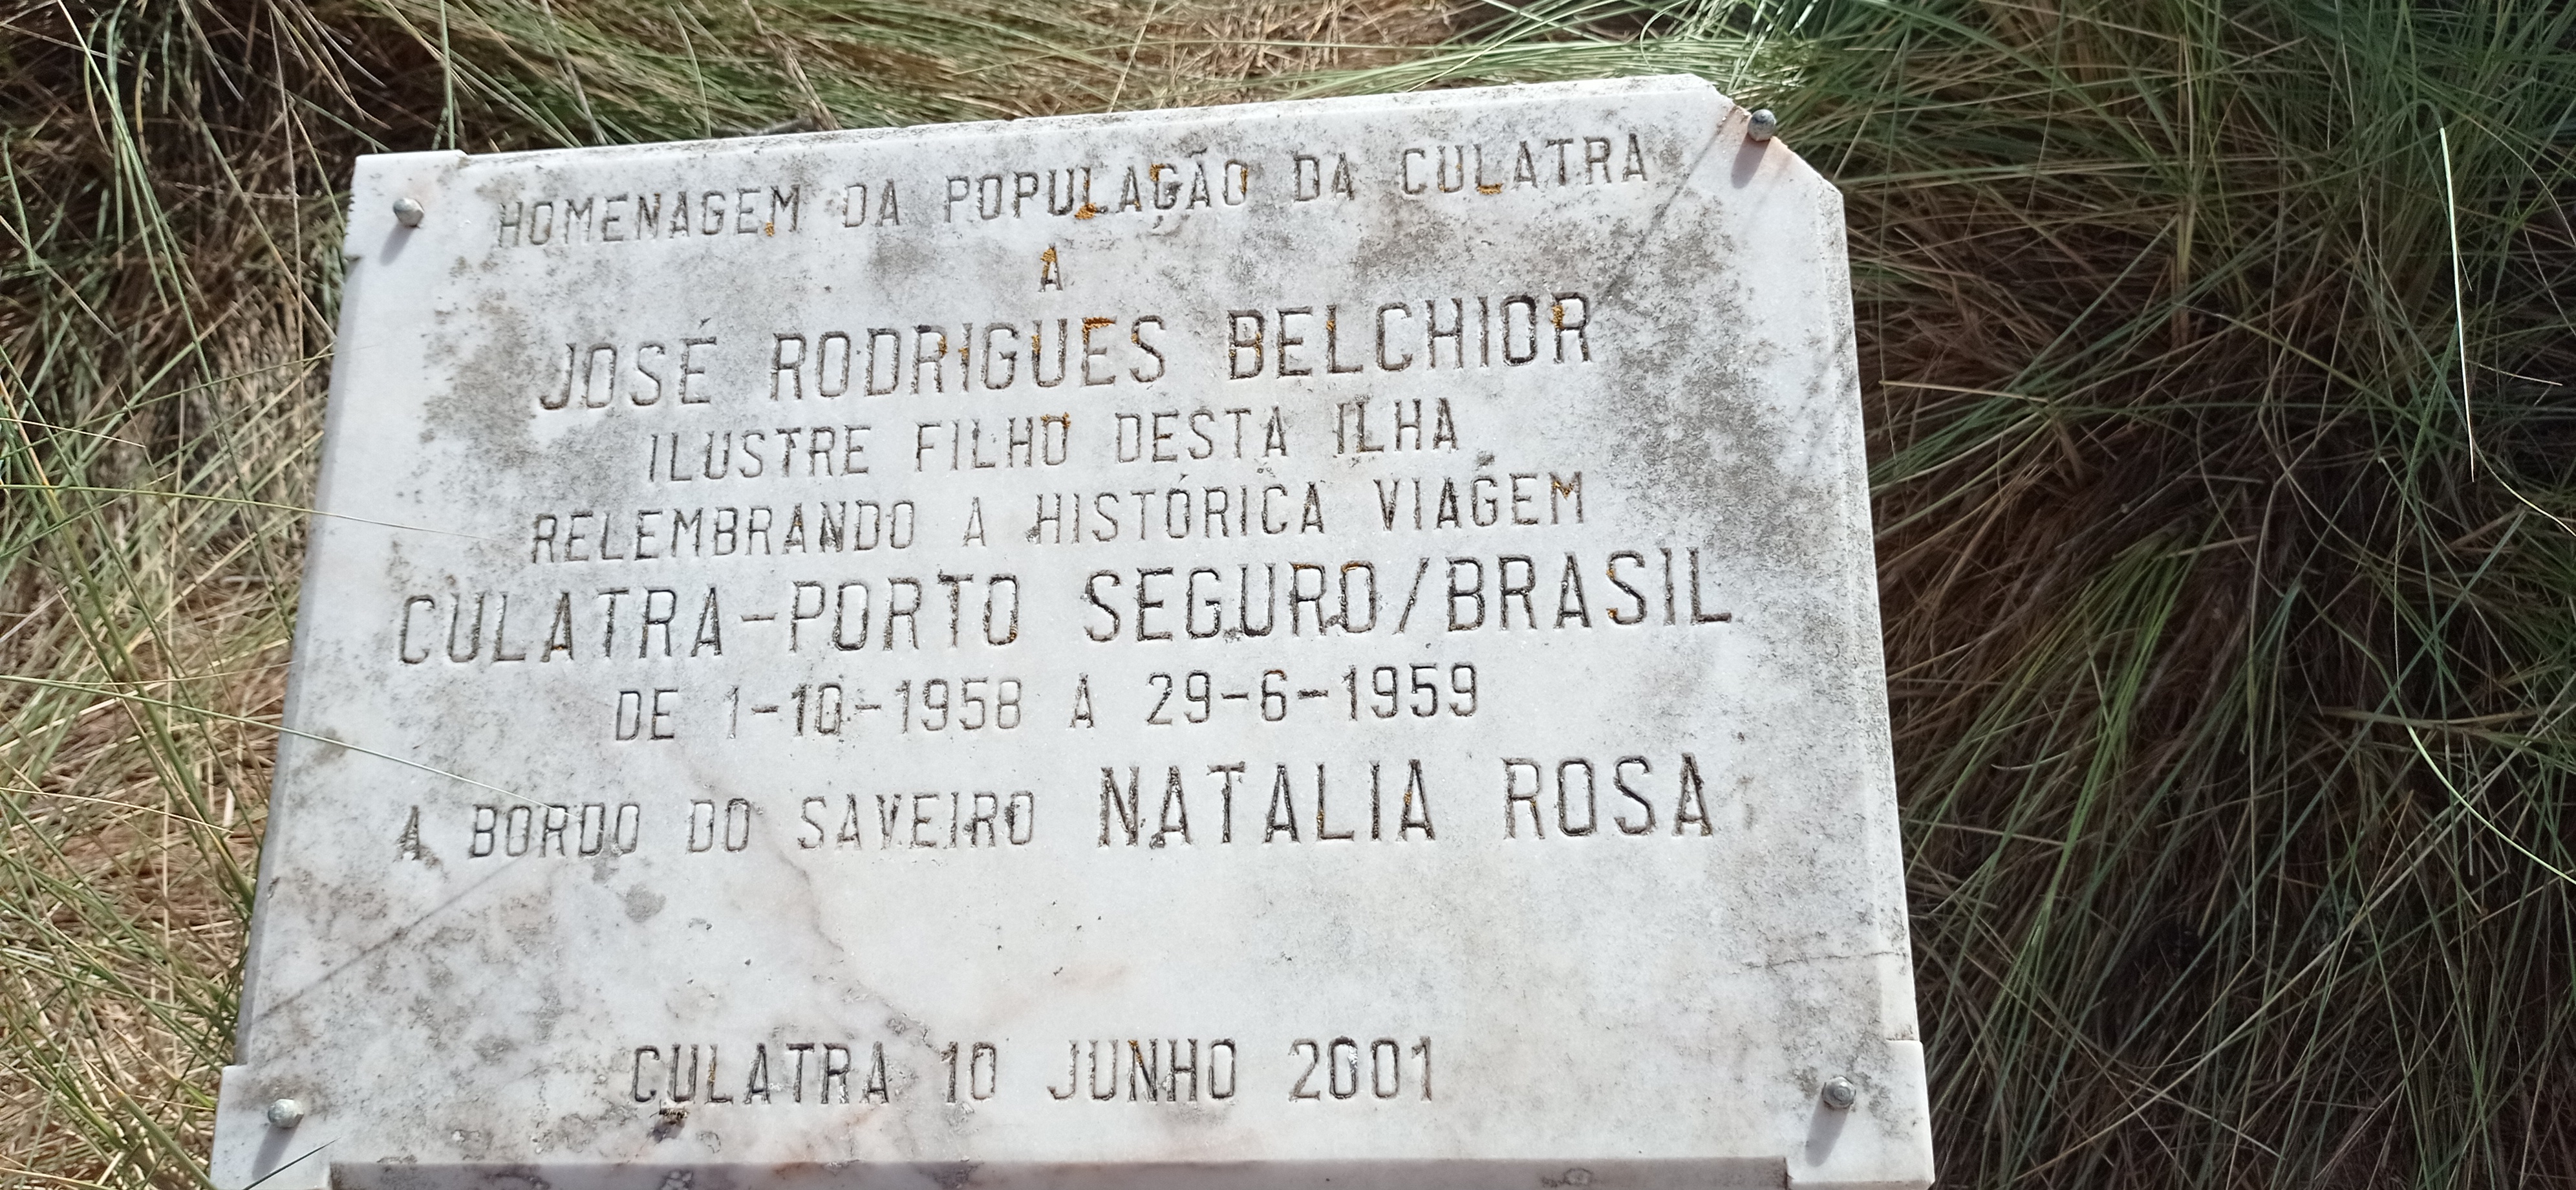 HOMENAGEM DA POPULAÇÃO DA CULATRA
A
JOSÉ RODRIGUES BELCHIOR
ILUSTRE FILHO DESTA ILHA
RELEMBRANDO A HISTÓRICA VIAGEM
CULATRA-PORTO SEGURO/BRASIL
DE 1-10-1958 A 29-6-1959
A BORDO DO SAVEIRO NATALIA ROSA
CULATRA 10 JUNHO 2001